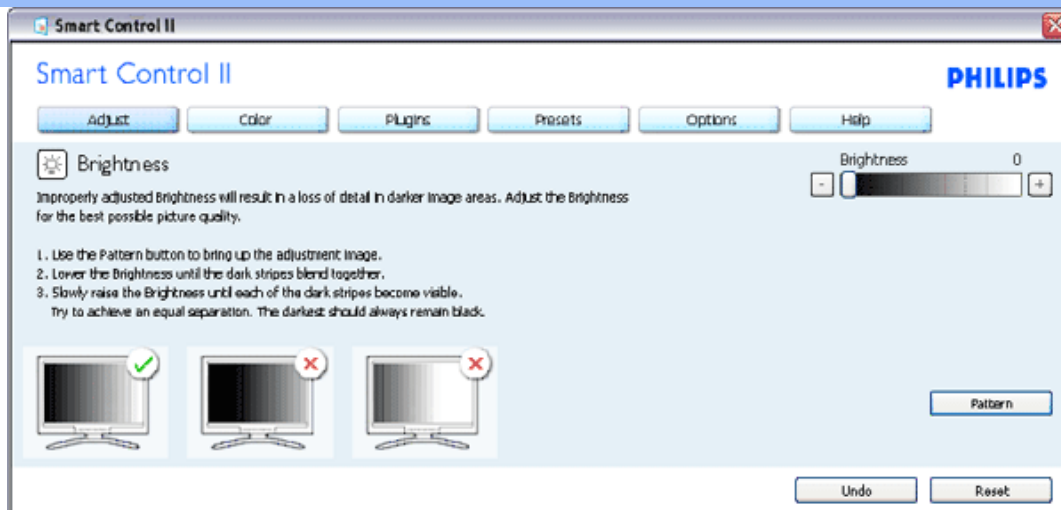 Smart Control II
Smart Control II
PHILIPS
Adjust Color Plugins Presets Options Help
Brightness
Brightness 0
Improperly adjusted Brightness will result in a loss of detail in darker image areas. Adjust the Brightness
for the best possible picture quality.
- +
1. Use the Pattern button to bring up the adjustment image.
2. Lower the Brightness until the dark stripes blend together.
3. Slowly raise the Brightness until each of the dark stripes become visible.
Try to achieve an equal separation. The darkest should always remain black.
Pattern
Undo Reset